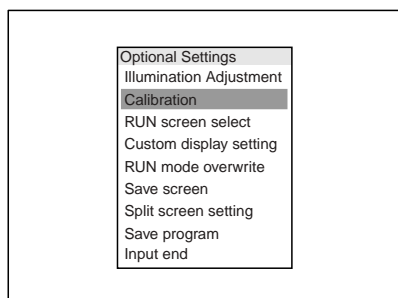 Optional Settings
Illumination Adjustment
Calibration
RUN screen select
Custom display setting
RUN mode overwrite
Save screen
Split screen setting
Save program
Input end